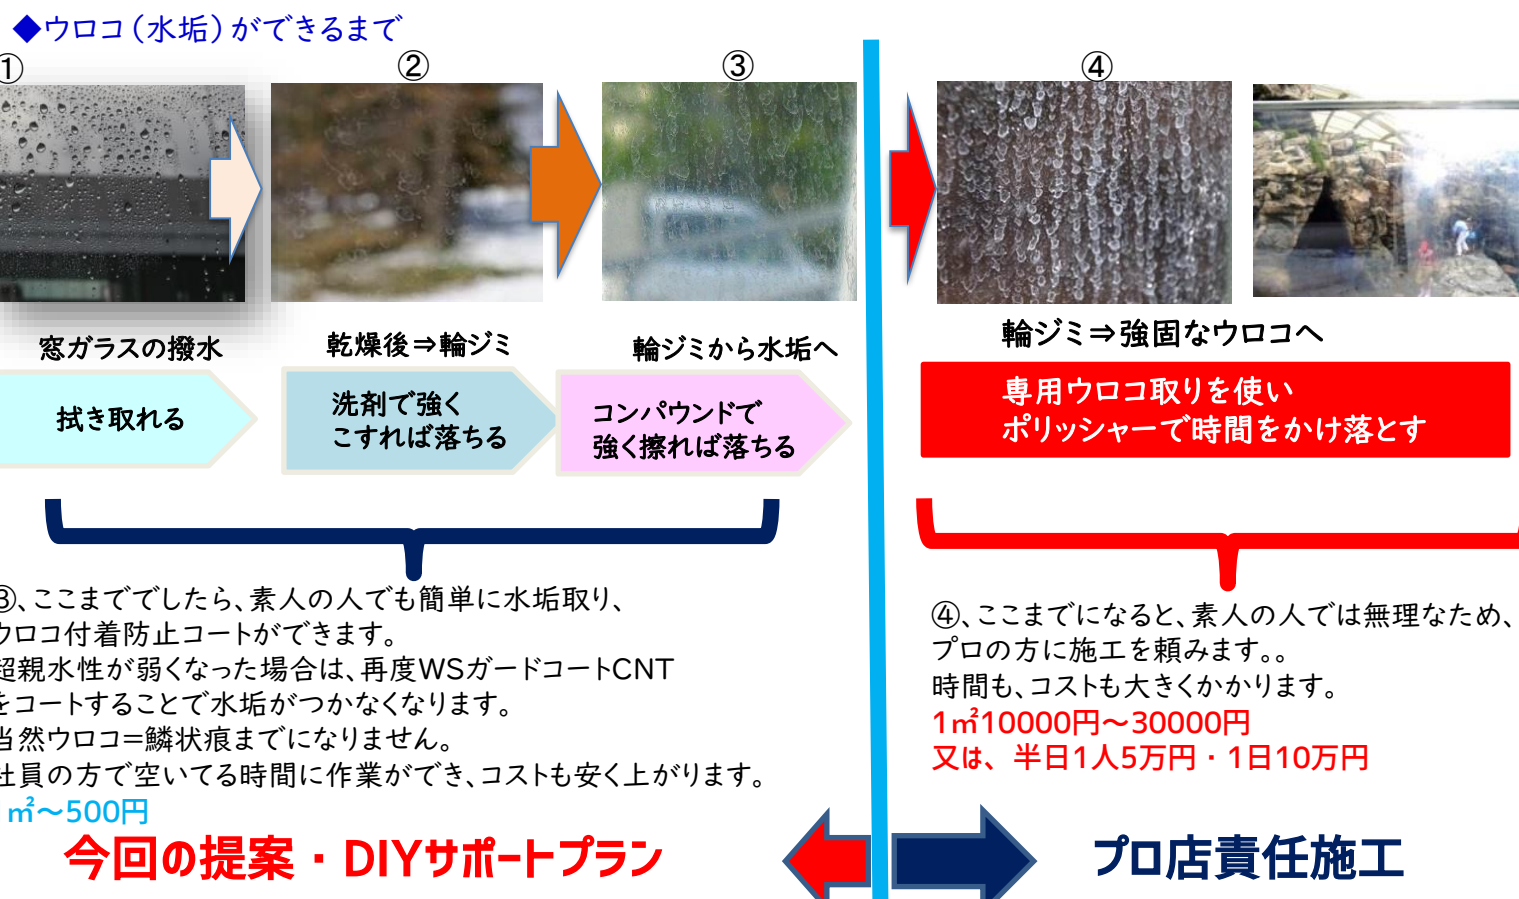 ◆ウロコ（水垢）ができるまで
① ② ③ ④
窓ガラスの撥水
乾燥後⇒輪ジミ
輪ジミから水垢へ
輪ジミ⇒強固なウロコへ
拭き取れる
洗剤で強く
こすれば落ちる
コンパウンドで
強く擦れば落ちる
専用ウロコ取りを使い
ポリッシャーで時間をかけ落とす
③、ここまででしたら、素人の人でも簡単に水垢取り、
ウロコ付着防止コートができます。
超親水性が弱くなった場合は、再度WSガードコートCNT
をコートすることで水垢がつかなくなります。
当然ウロコ=鱗状痕までになりません。
社員の方で空いてる時間に作業ができ、コストも安く上がります。
㎡～500円
今回の提案・DIYサポートプラン
④、ここまでになると、素人の人では無理なため、
プロの方に施工を頼みます。。
時間も、コストも大きくかかります。
1㎡10000円～30000円
又は、半日1人5万円・1日10万円
プロ店責任施工